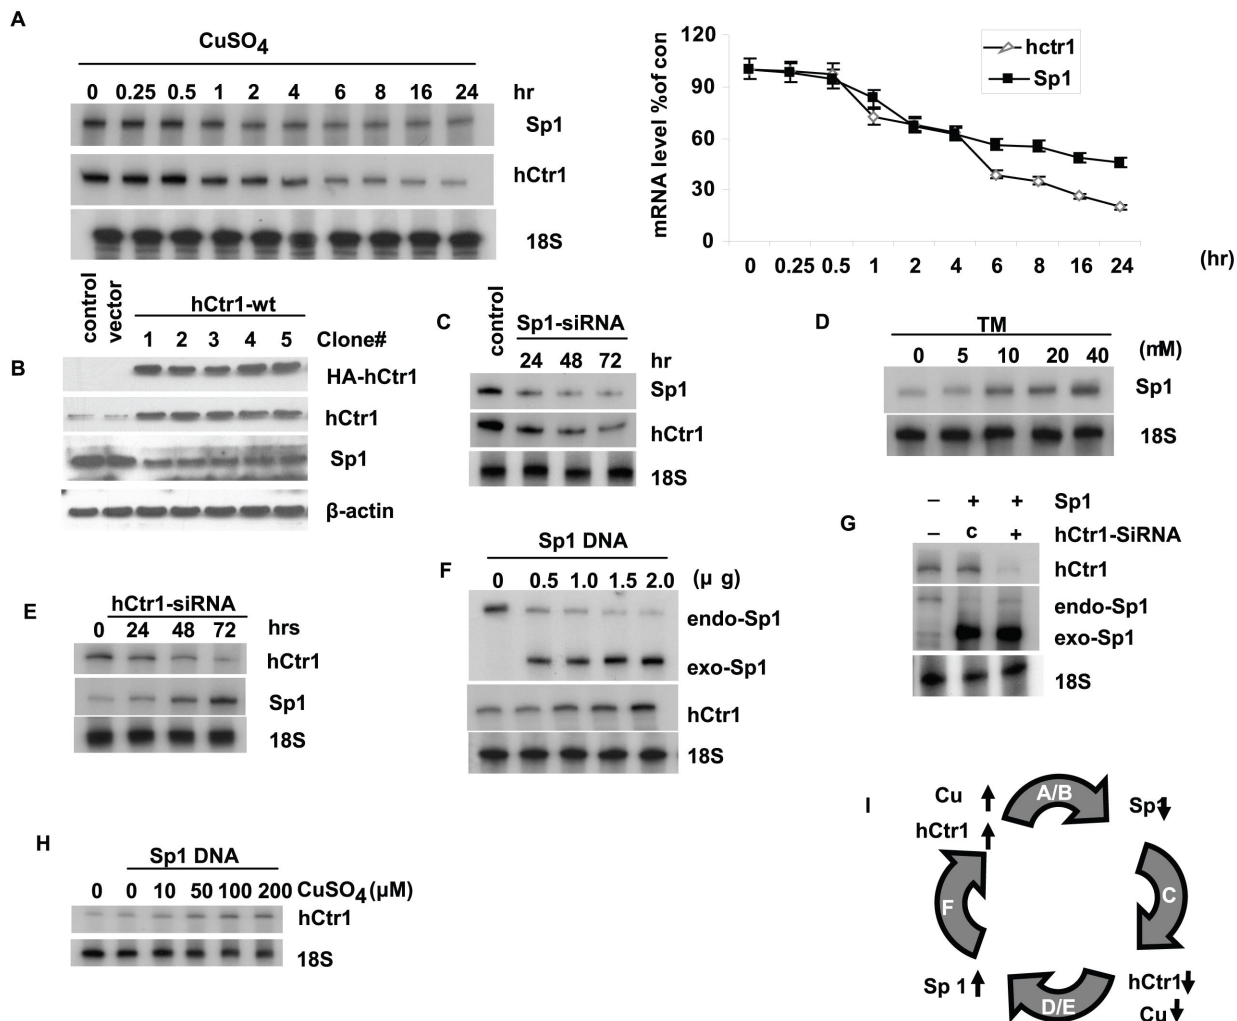 A
CuSO4
0 0.25 0.5 1 2 4 6 8 16 24 hr
Sp1
hCtr1
18S
120
90
60
30
0
mRNA level %of con
hctr1
Sp1
0 0.25 0.5 1 2 4 6 8 16 24 (hr)
B
control
vector
hCtr1-wt
1 2 3 4 5 Clone#
HA-hCtr1
hCtr1
Sp1
β-actin
C
control
Sp1-siRNA
24 48 72 hr
Sp1
hCtr1
18S
D
TM
0 5 10 20 40 (mM)
Sp1
18S
E
hCtr1-siRNA
0 24 48 72 hrs
hCtr1
Sp1
18S
F
Sp1 DNA
0 0.5 1.0 1.5 2.0 (μ g)
endo-Sp1
exo-Sp1
hCtr1
18S
G
– + + Sp1
– c + hCtr1-SiRNA
hCtr1
endo-Sp1
exo-Sp1
18S
H
Sp1 DNA
0 0 10 50 100 200 CuSO4 (μM)
hCtr1
18S
I
Cu
hCtr1
A/B
Sp1
C
hCtr1
Cu
D/E
Sp 1
F